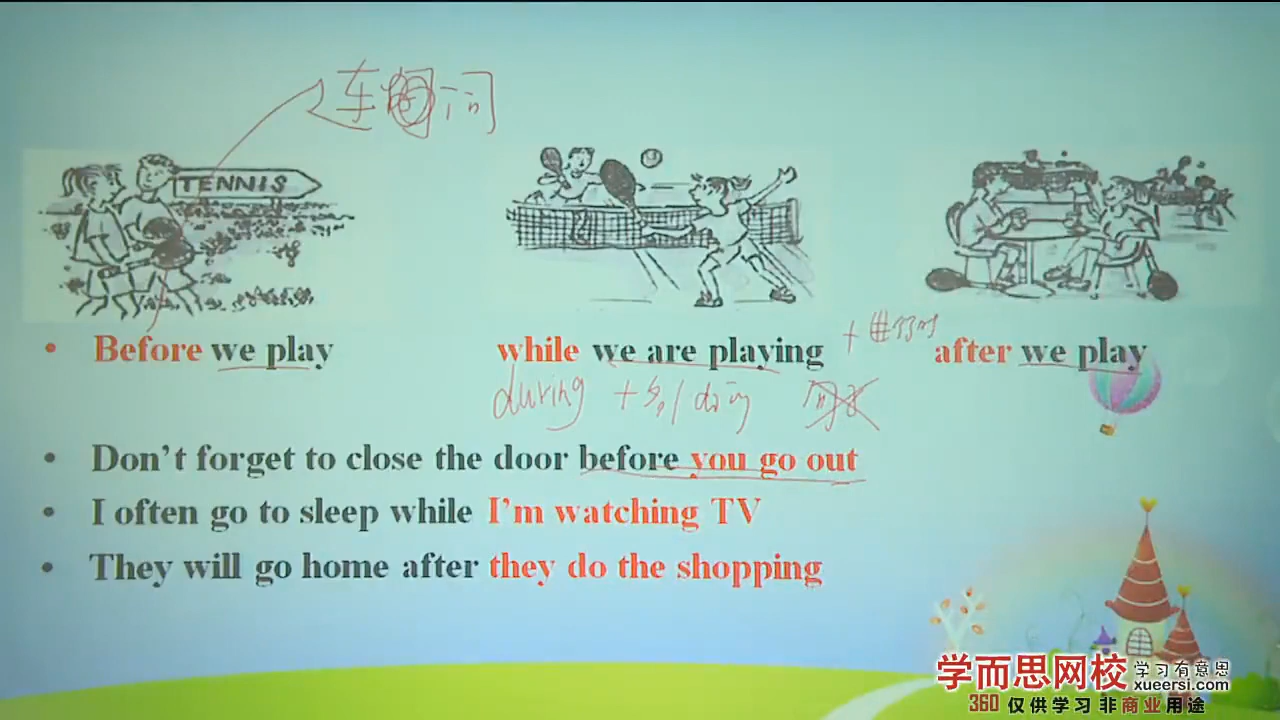 TENNIS
• Before we play
while we are playing
after we play
during
• Don't forget to close the door before you go out
• I often go to sleep while I'm watching TV
• They will go home after they do the shopping
学而思网校 学习有意思
xueersi.com
360 仅供学习 非商业用途